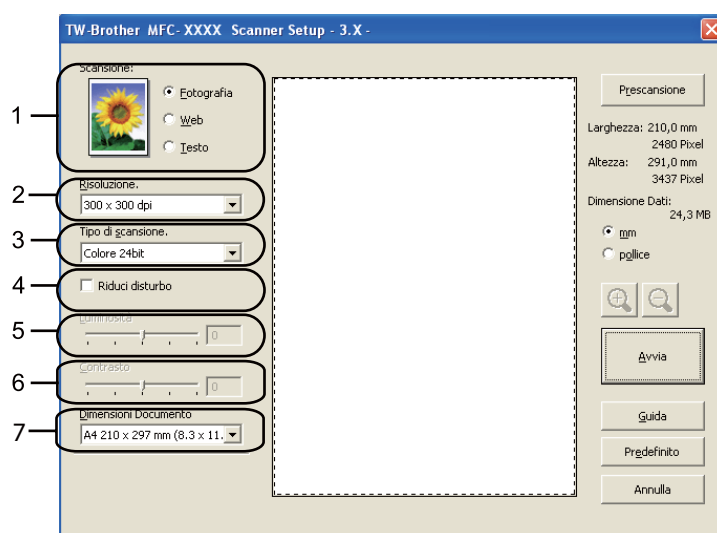 TW-Brother MFC- XXXX Scanner Setup - 3.X -
1
Scansione:
Fotografia
Web
Testo
2
Risoluzione.
300 x 300 dpi
3
Tipo di scansione.
Colore 24bit
4
Riduci disturbo
5
Luminosità
0
6
Contrasto
0
7
Dimensioni Documento
A4 210 x 297 mm (8.3 x 11.
Prescansione
Larghezza: 210,0 mm
2480 Pixel
Altezza: 291,0 mm
3437 Pixel
Dimensione Dati:
24,3 MB
mm
pollice
Avvia
Guida
Predefinito
Annulla